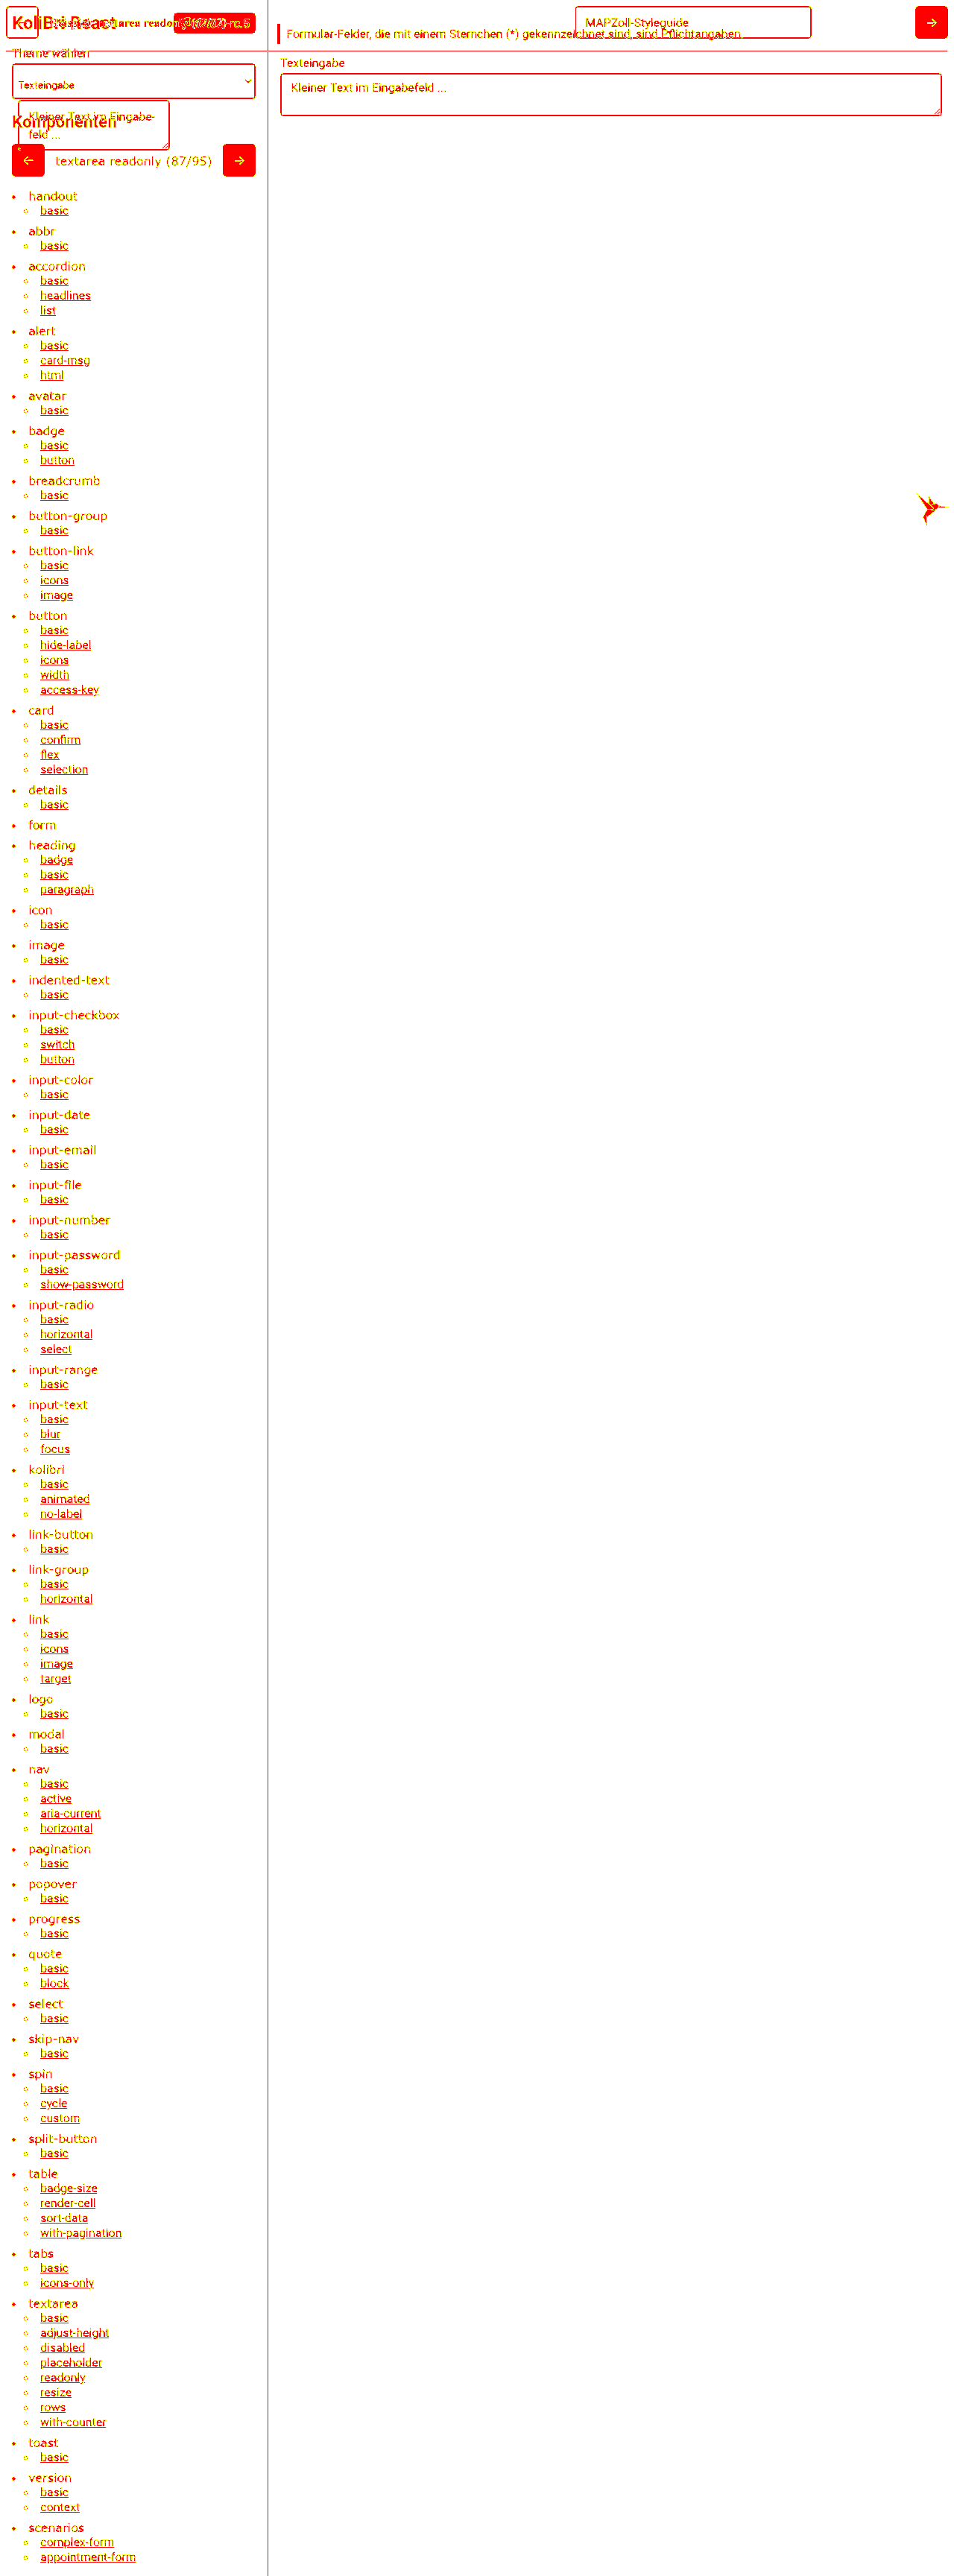 KoliBri React
MAPZoll-Styleguide
Formular-Felder, die mit einem Sternchen (*) gekennzeichnet sind, sind Pflichtangaben.
Theme wählen
Texteingabe
Texteingabe
Kleiner Text im Eingabefeld ...
Kleiner Text im Eingabe-
feld ...
Komponenten
textarea readonly (87/95)
handout
basic
abbr
basic
accordion
basic
headlines
list
alert
basic
card-msg
html
avatar
basic
badge
basic
button
breadcrumb
basic
button-group
basic
button-link
basic
icons
image
button
basic
hide-label
icons
width
access-key
card
basic
confirm
flex
selection
details
basic
form
heading
badge
basic
paragraph
icon
basic
image
basic
indented-text
basic
input-checkbox
basic
switch
button
input-color
basic
input-date
basic
input-email
basic
input-file
basic
input-number
basic
input-password
basic
show-password
input-radio
basic
horizontal
select
input-range
basic
input-text
basic
blur
focus
kolibri
basic
animated
no-label
link-button
basic
link-group
basic
horizontal
link
basic
icons
image
target
logo
basic
modal
basic
nav
basic
active
aria-current
horizontal
pagination
basic
popover
basic
progress
basic
quote
basic
block
select
basic
skip-nav
basic
spin
basic
cycle
custom
split-button
basic
table
badge-size
render-cell
sort-data
with-pagination
tabs
basic
icons-only
textarea
basic
adjust-height
disabled
placeholder
readonly
resize
rows
with-counter
toast
basic
version
basic
context
scenarios
complex-form
appointment-form